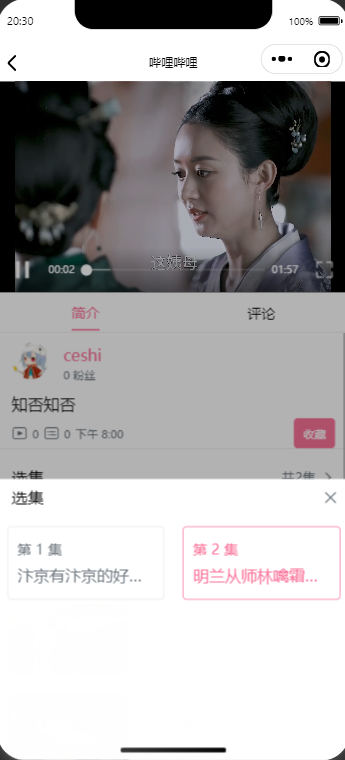 20:30
100%
哔哩哔哩
这姨母
00:02
01:57
简介
评论
ceshi
0 粉丝
知否知否
0 0 下午 8:00
收藏
选集
共2集
选集
第 1 集
第 2 集
汴京有汴京的好...
明兰从师林噙霜...